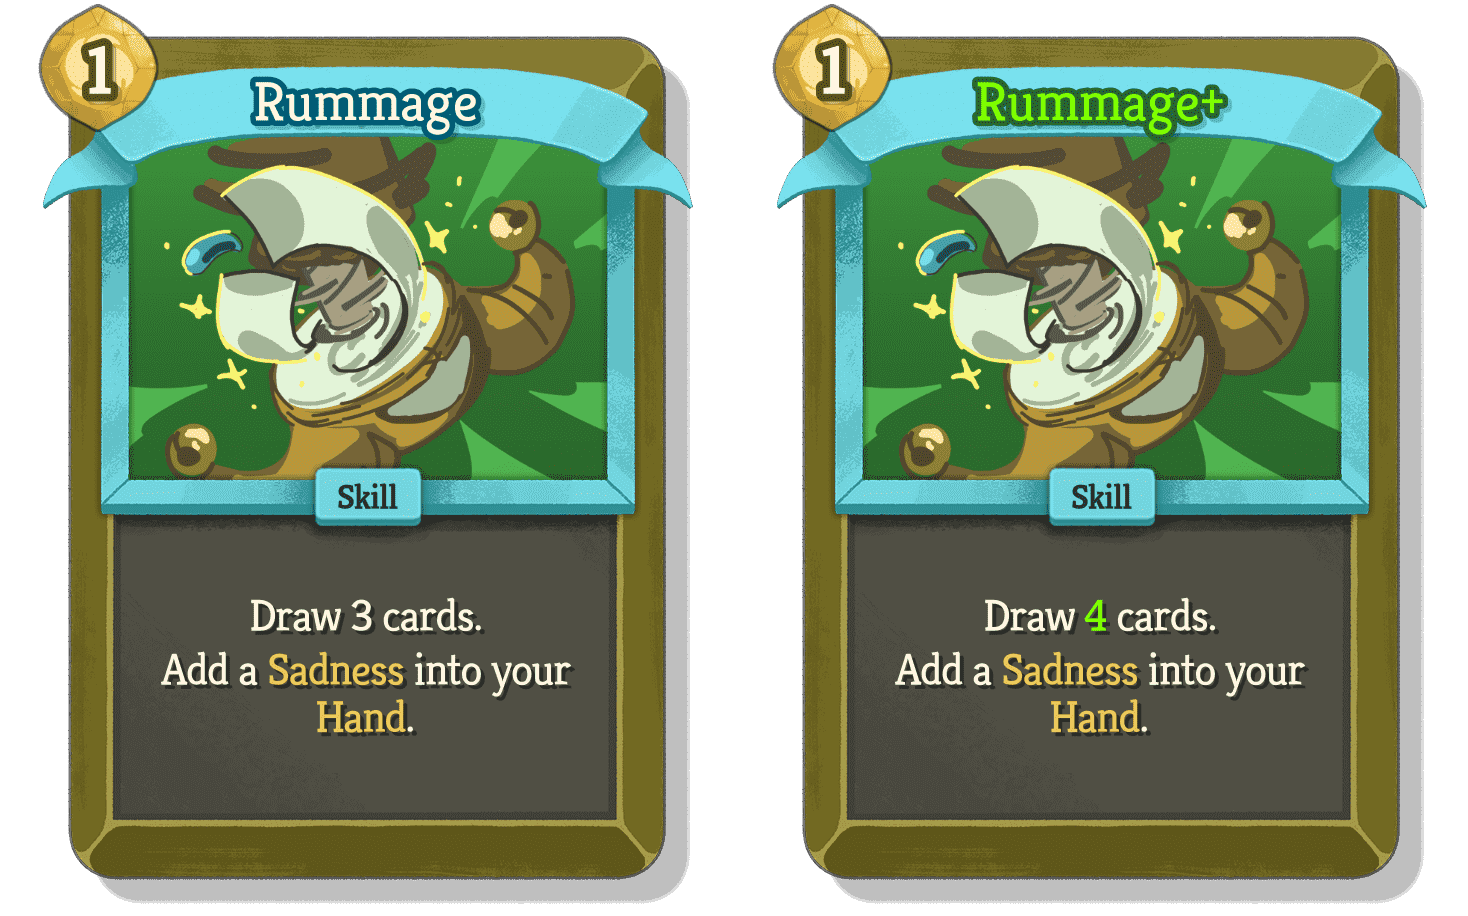 1
Rummage
Skill
Draw 3 cards.
Add a Sadness into your
Hand.
1
Rummage+
Skill
Draw 4 cards.
Add a Sadness into your
Hand.